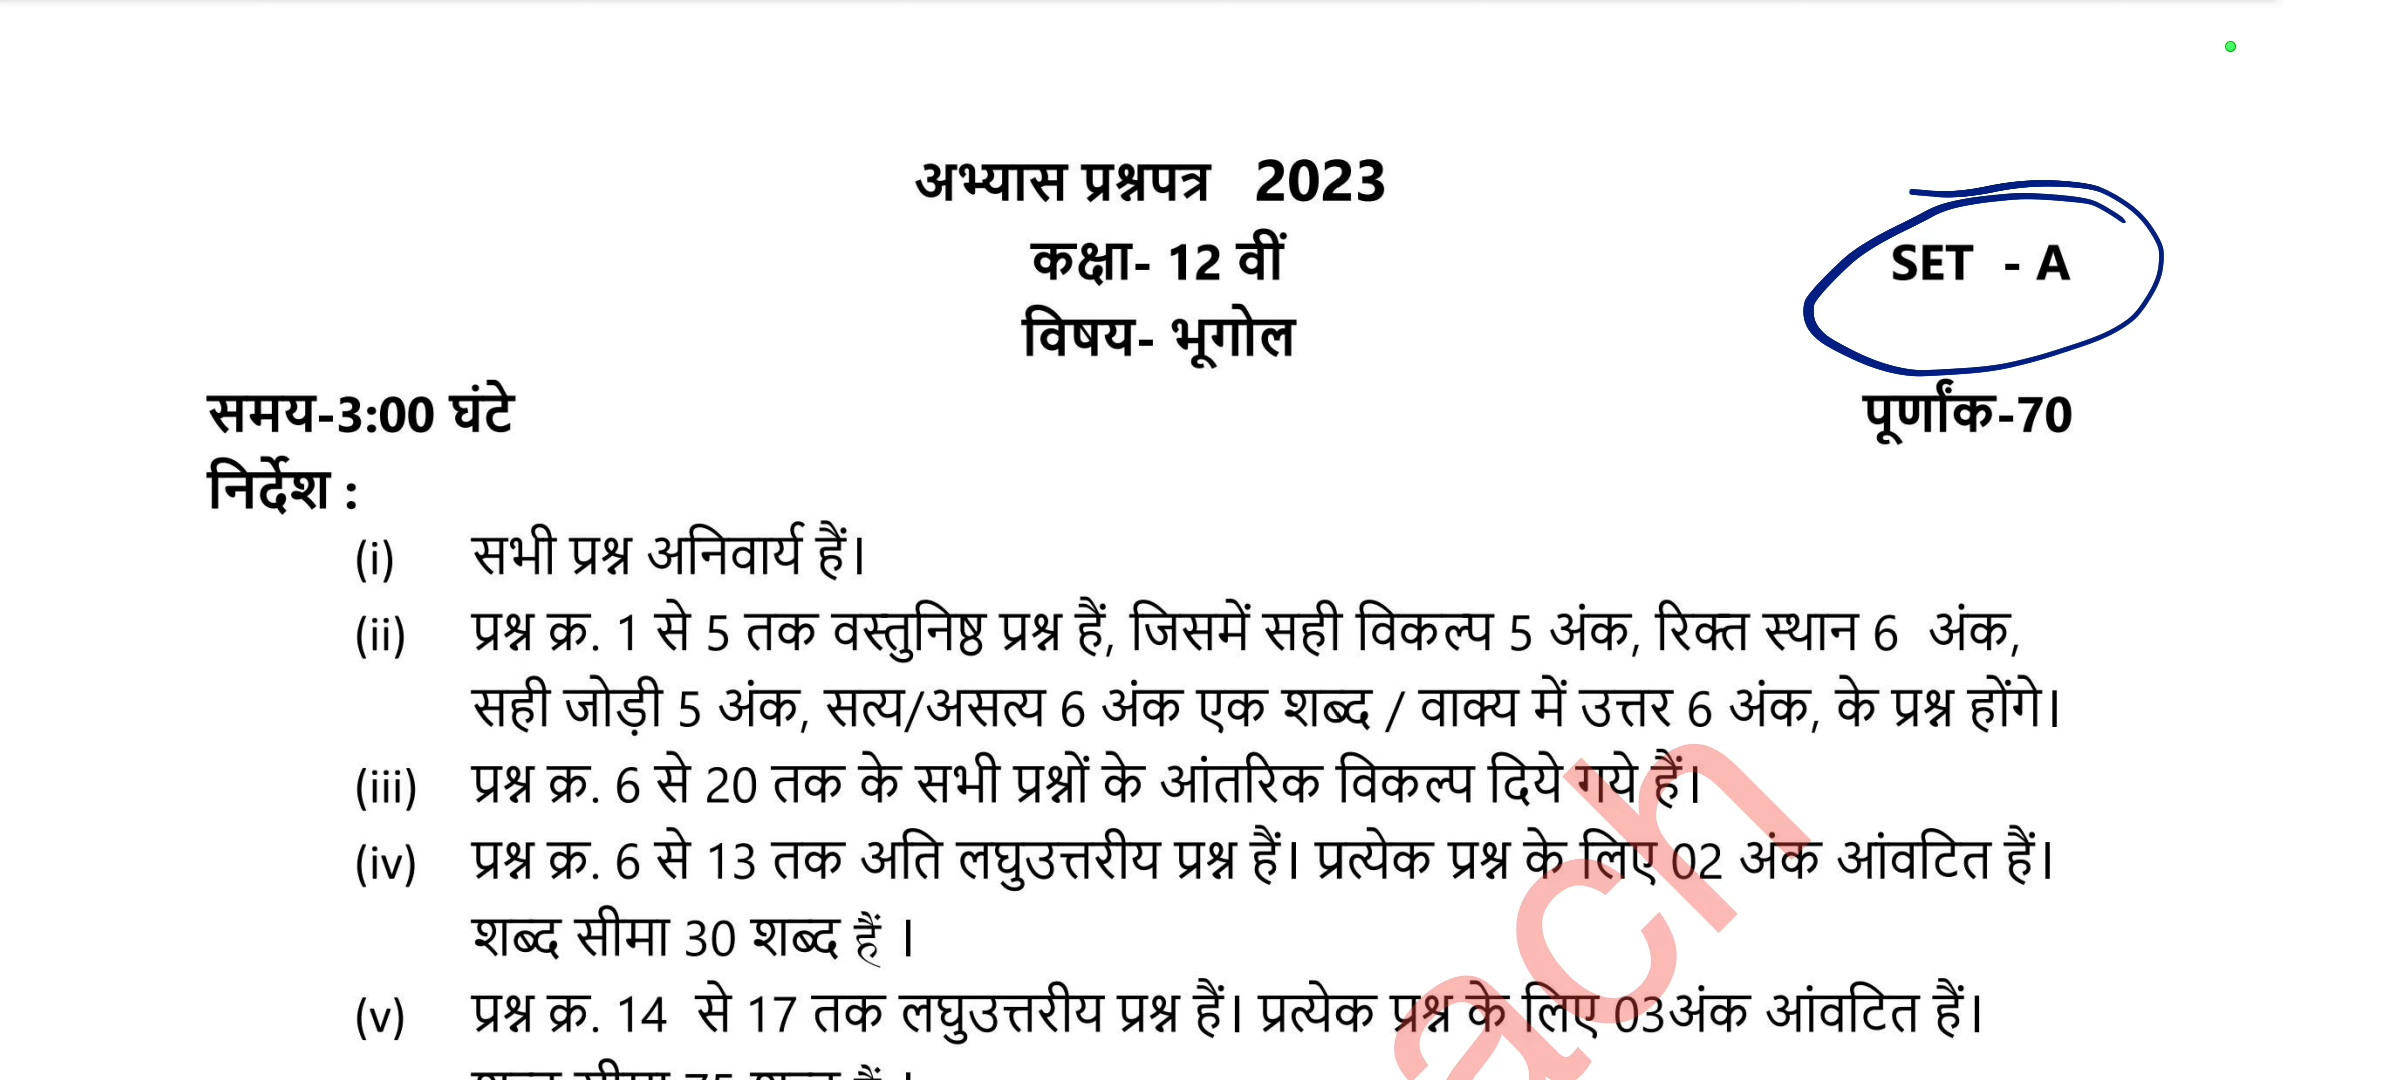 अभ्यास प्रश्नपत्र 2023
कक्षा- 12 वीं
SET - A
विषय- भूगोल
समय-3:00 घंटे पूर्णांक-70
निर्देश :
(i) सभी प्रश्न अनिवार्य हैं।
(ii) प्रश्न क्र. 1 से 5 तक वस्तुनिष्ठ प्रश्न हैं, जिसमें सही विकल्प 5 अंक, रिक्त स्थान 6 अंक,
सही जोड़ी 5 अंक, सत्य/असत्य 6 अंक एक शब्द / वाक्य में उत्तर 6 अंक, के प्रश्न होंगे।
(iii) प्रश्न क्र. 6 से 20 तक के सभी प्रश्नों के आंतरिक विकल्प दिये गये हैं।
(iv) प्रश्न क्र. 6 से 13 तक अति लघुउत्तरीय प्रश्न हैं। प्रत्येक प्रश्न के लिए 02 अंक आंवटित हैं।
शब्द सीमा 30 शब्द हैं ।
(v) प्रश्न क्र. 14 से 17 तक लघुउत्तरीय प्रश्न हैं। प्रत्येक प्रश्न के लिए 03अंक आंवटित हैं।
ach